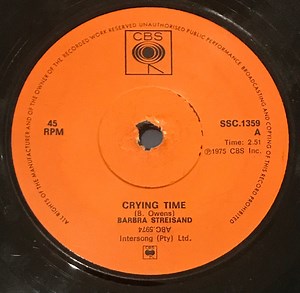 ALL RIGHTS OF THE MANUFACTURER AND OF THE OWNER OF THE RECORDED WORK RESERVED UNAUTHORISED PUBLIC PERFORMANCE BROADCASTING AND COPYING OF THIS RECORD PROHIBITED
CBS
45
RPM
SSC.1359
A
Time: 2.51
℗1975 CBS Inc.
CRYING TIME
(B. Owens)
BARBRA STREISAND
ABC.5974
Intersong (Pty) Ltd.
CBS